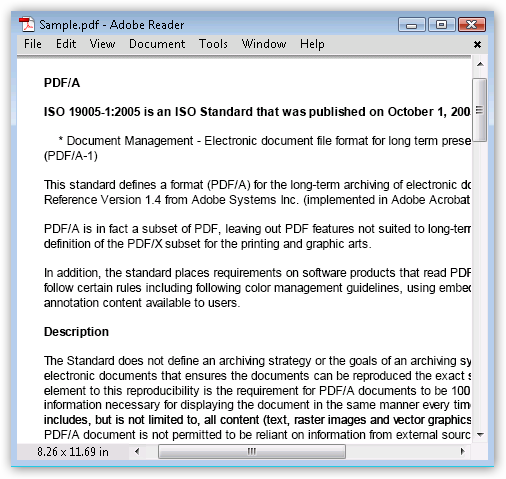 Sample.pdf - Adobe Reader
File Edit View Document Tools Window Help
PDF/A
ISO 19005-1:2005 is an ISO Standard that was published on October 1, 200
* Document Management - Electronic document file format for long term prese
(PDF/A-1)
This standard defines a format (PDF/A) for the long-term archiving of electronic do
Reference Version 1.4 from Adobe Systems Inc. (implemented in Adobe Acrobat
PDF/A is in fact a subset of PDF, leaving out PDF features not suited to long-tern
definition of the PDF/X subset for the printing and graphic arts.
In addition, the standard places requirements on software products that read PDF
follow certain rules including following color management guidelines, using embed
annotation content available to users.
Description
The Standard does not define an archiving strategy or the goals of an archiving sy
electronic documents that ensures the documents can be reproduced the exact s
element to this reproducibility is the requirement for PDF/A documents to be 100
information necessary for displaying the document in the same manner every tim
includes, but is not limited to, all content (text, raster images and vector graphics
PDF/A document is not permitted to be reliant on information from external sourc
8.26 x 11.69 in